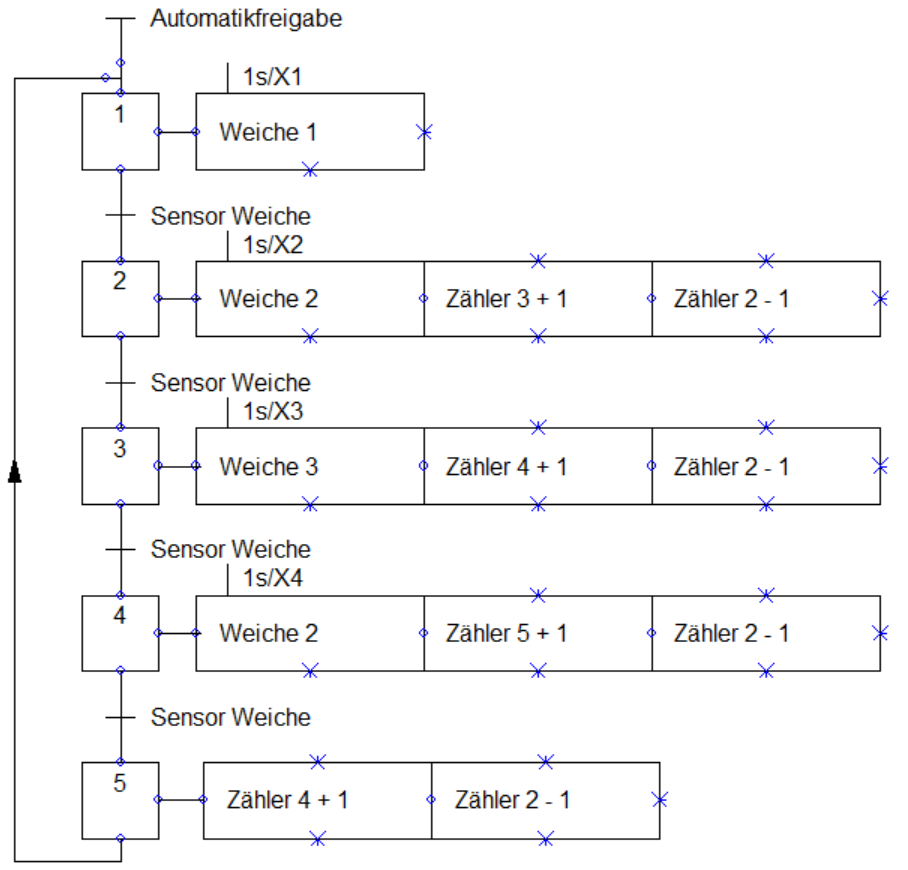 Automatikfreigabe
1s/X1
1
Weiche 1
Sensor Weiche
1s/X2
2
Weiche 2 Zähler 3 + 1 Zähler 2 - 1
Sensor Weiche
1s/X3
3
Weiche 3 Zähler 4 + 1 Zähler 2 - 1
Sensor Weiche
1s/X4
4
Weiche 2 Zähler 5 + 1 Zähler 2 - 1
Sensor Weiche
5
Zähler 4 + 1 Zähler 2 - 1